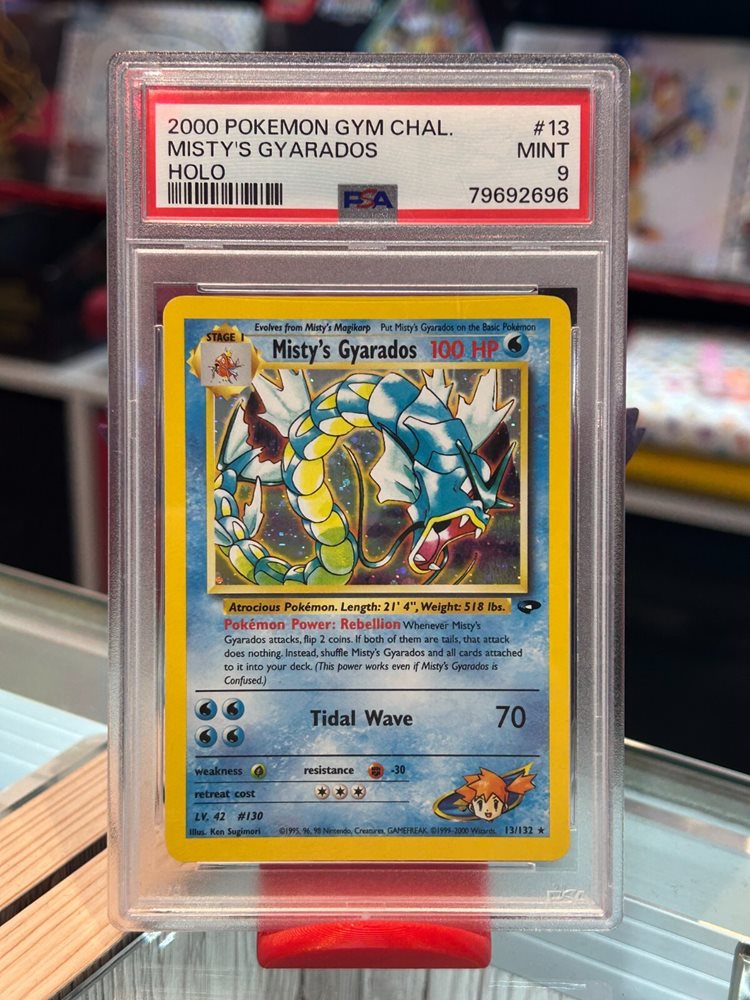 2000 POKEMON GYM CHAL. #13
MISTY'S GYARADOS MINT
HOLO 9
PSA 79692696
Evolves from Misty's Magikarp Put Misty's Gyarados on the Basic Pokémon
STAGE 1
Misty's Gyarados 100 HP
Atrocious Pokémon. Length: 21' 4", Weight: 518 lbs.
Pokémon Power: Rebellion Whenever Misty's
Gyarados attacks, flip 2 coins. If both of them are tails, that attack
does nothing. Instead, shuffle Misty's Gyarados and all cards attached
to it into your deck. (This power works even if Misty's Gyarados is
Confused.)
Tidal Wave 70
weakness resistance -30
retreat cost
LV. 42 #130
Illus. Ken Sugimori ©1995, 96, 98 Nintendo, Creatures, GAMEFREAK. ©1999-2000 Wizards. 13/132 ★
PSA